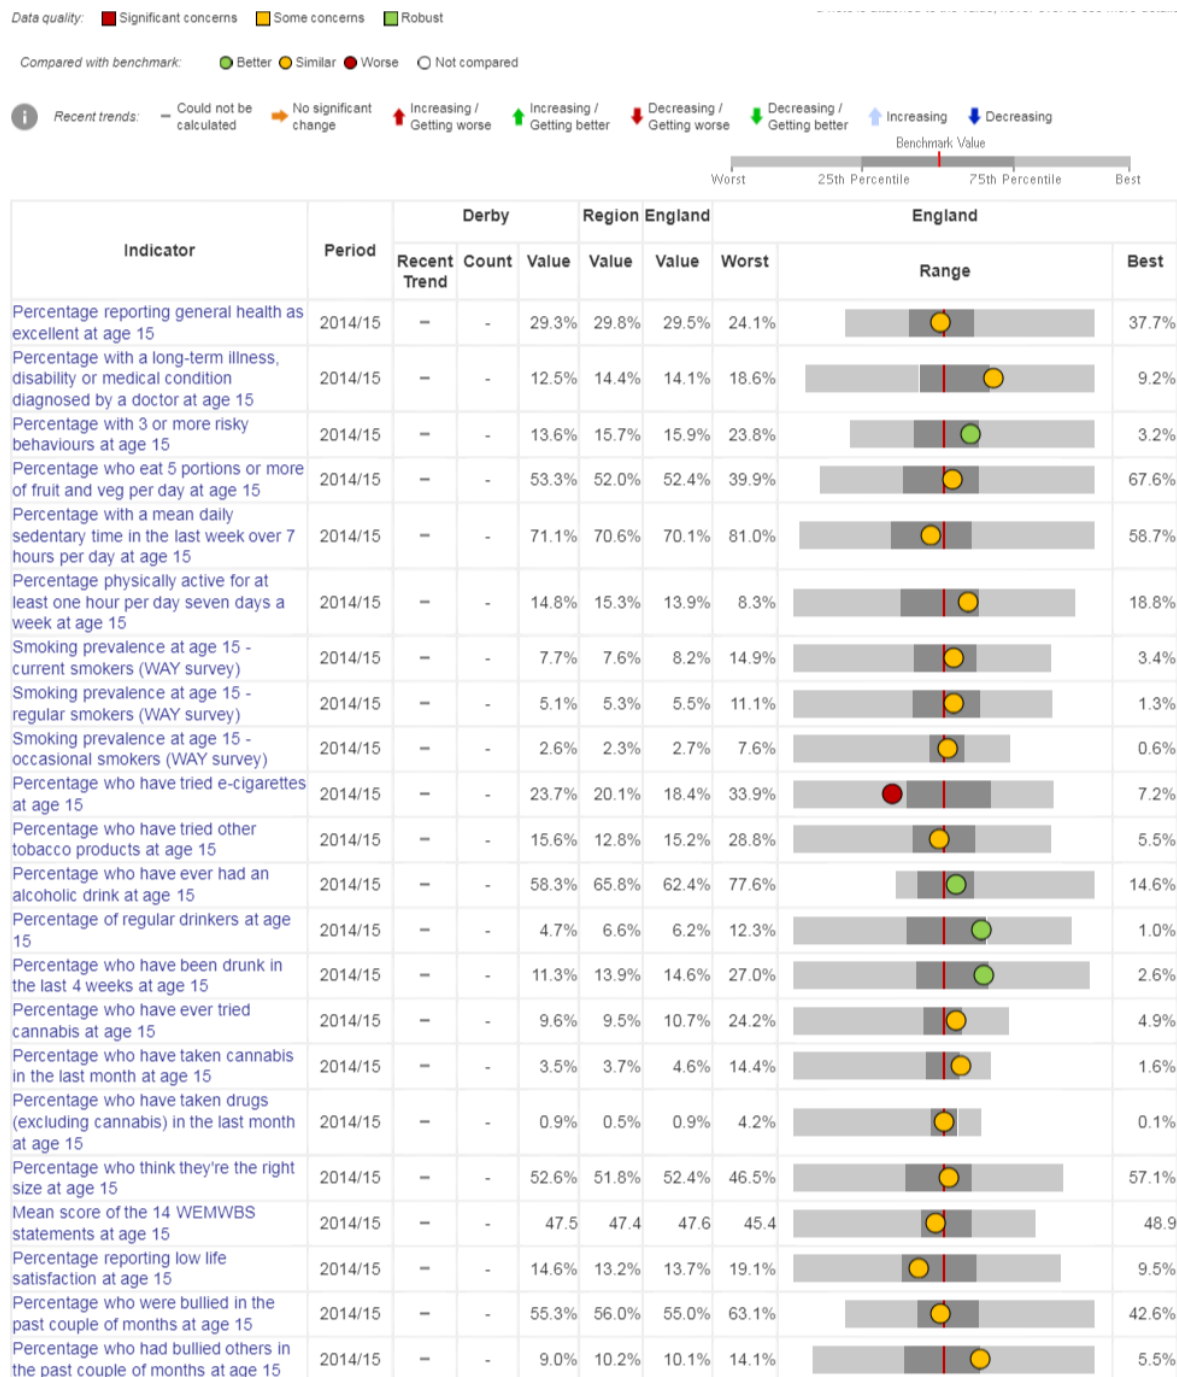 Data quality: Significant concerns Some concerns Robust
Compared with benchmark: Better Similar Worse Not compared
Recent trends: Could not be calculated No significant change Increasing / Getting worse Increasing / Getting better Decreasing / Getting worse Decreasing / Getting better Increasing Decreasing
Benchmark Value
Worst 25th Percentile 75th Percentile Best
Derby Region England England
Indicator Period Recent Trend Count Value Value Value Worst Range Best
Percentage reporting general health as
excellent at age 15 2014/15 – - 29.3% 29.8% 29.5% 24.1% 37.7%
Percentage with a long-term illness,
disability or medical condition
diagnosed by a doctor at age 15 2014/15 – - 12.5% 14.4% 14.1% 18.6% 9.2%
Percentage with 3 or more risky
behaviours at age 15 2014/15 – - 13.6% 15.7% 15.9% 23.8% 3.2%
Percentage who eat 5 portions or more
of fruit and veg per day at age 15 2014/15 – - 53.3% 52.0% 52.4% 39.9% 67.6%
Percentage with a mean daily
sedentary time in the last week over 7
hours per day at age 15 2014/15 – - 71.1% 70.6% 70.1% 81.0% 58.7%
Percentage physically active for at
least one hour per day seven days a
week at age 15 2014/15 – - 14.8% 15.3% 13.9% 8.3% 18.8%
Smoking prevalence at age 15 -
current smokers (WAY survey) 2014/15 – - 7.7% 7.6% 8.2% 14.9% 3.4%
Smoking prevalence at age 15 -
regular smokers (WAY survey) 2014/15 – - 5.1% 5.3% 5.5% 11.1% 1.3%
Smoking prevalence at age 15 -
occasional smokers (WAY survey) 2014/15 – - 2.6% 2.3% 2.7% 7.6% 0.6%
Percentage who have tried e-cigarettes
at age 15 2014/15 – - 23.7% 20.1% 18.4% 33.9% 7.2%
Percentage who have tried other
tobacco products at age 15 2014/15 – - 15.6% 12.8% 15.2% 28.8% 5.5%
Percentage who have ever had an
alcoholic drink at age 15 2014/15 – - 58.3% 65.8% 62.4% 77.6% 14.6%
Percentage of regular drinkers at age
15 2014/15 – - 4.7% 6.6% 6.2% 12.3% 1.0%
Percentage who have been drunk in
the last 4 weeks at age 15 2014/15 – - 11.3% 13.9% 14.6% 27.0% 2.6%
Percentage who have ever tried
cannabis at age 15 2014/15 – - 9.6% 9.5% 10.7% 24.2% 4.9%
Percentage who have taken cannabis
in the last month at age 15 2014/15 – - 3.5% 3.7% 4.6% 14.4% 1.6%
Percentage who have taken drugs
(excluding cannabis) in the last month
at age 15 2014/15 – - 0.9% 0.5% 0.9% 4.2% 0.1%
Percentage who think they're the right
size at age 15 2014/15 – - 52.6% 51.8% 52.4% 46.5% 57.1%
Mean score of the 14 WEMWBS
statements at age 15 2014/15 – - 47.5 47.4 47.6 45.4 48.9
Percentage reporting low life
satisfaction at age 15 2014/15 – - 14.6% 13.2% 13.7% 19.1% 9.5%
Percentage who were bullied in the
past couple of months at age 15 2014/15 – - 55.3% 56.0% 55.0% 63.1% 42.6%
Percentage who had bullied others in
the past couple of months at age 15 2014/15 – - 9.0% 10.2% 10.1% 14.1% 5.5%